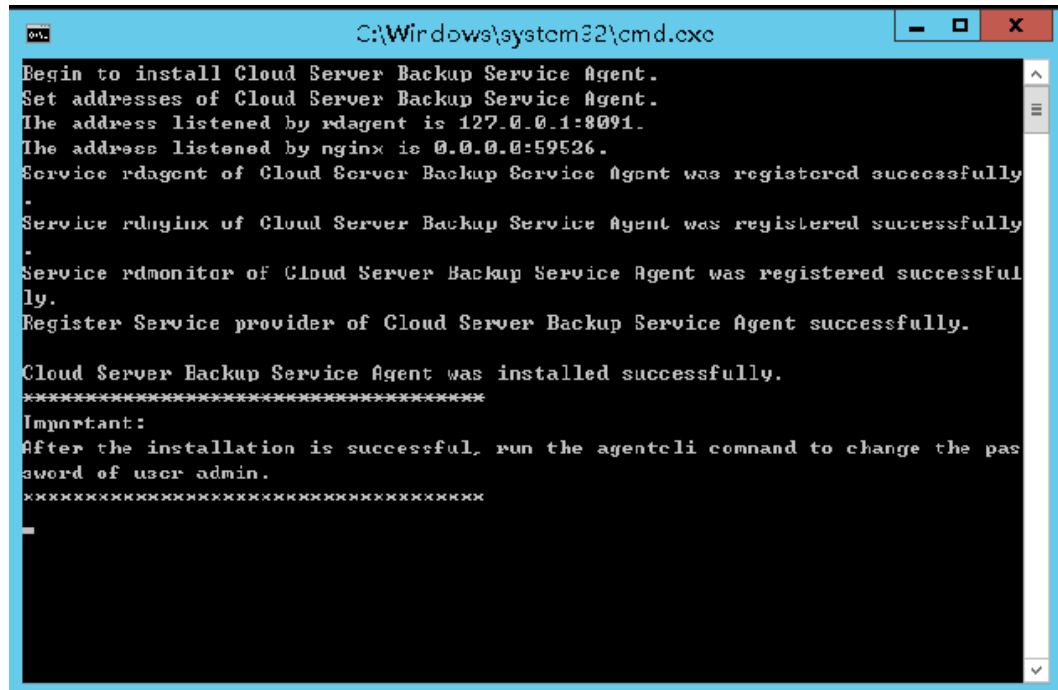 C:\Windows\system32\cmd.exe
Begin to install Cloud Server Backup Service Agent.
Set addresses of Cloud Server Backup Service Agent.
The address listened by rdagent is 127.0.0.1:8091.
The address listened by nginx is 0.0.0.0:59526.
Service rdagent of Cloud Server Backup Service Agent was registered successfully
.
Service rdnginx of Cloud Server Backup Service Agent was registered successfully
.
Service rdmonitor of Cloud Server Backup Service Agent was registered successful
ly.
Register Service provider of Cloud Server Backup Service Agent successfully.
Cloud Server Backup Service Agent was installed successfully.
*************************************
Important:
After the installation is successful, run the agentcli command to change the pas
sword of user admin.
*************************************